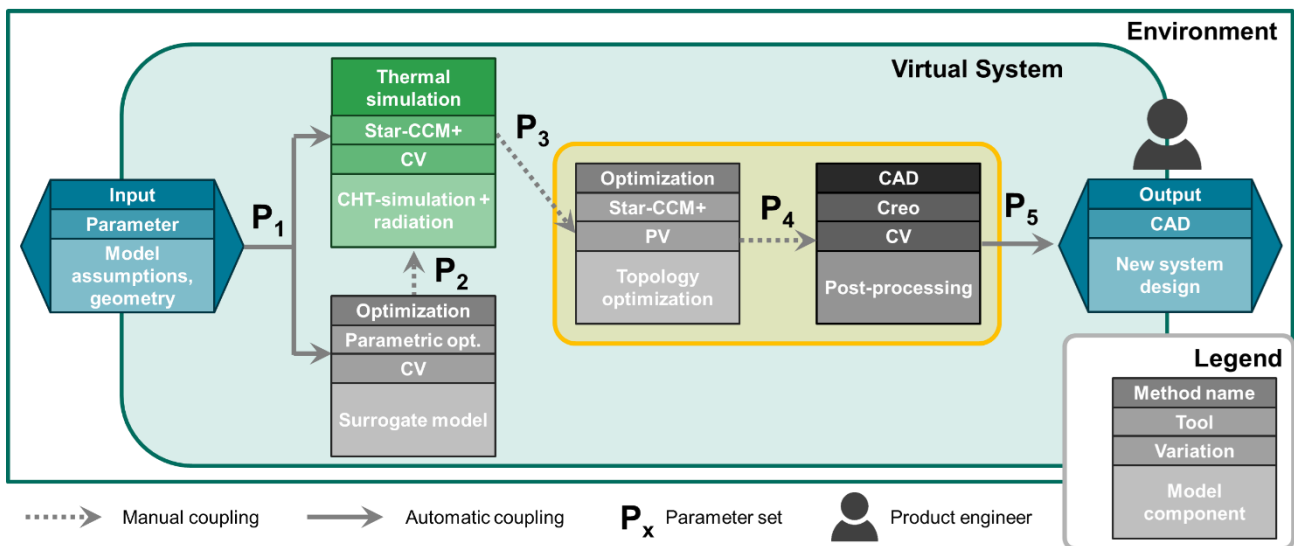 Environment
Virtual System
Input
Parameter
Model
assumptions,
geometry
P1
Thermal
simulation
Star-CCM+
CV
CHT-simulation +
radiation
P2
Optimization
Parametric opt.
CV
Surrogate model
P3
Optimization
Star-CCM+
PV
Topology
optimization
P4
CAD
Creo
CV
Post-processing
P5
Output
CAD
New system
design
Legend
Method name
Tool
Variation
Model
component
Manual coupling
Automatic coupling
Px Parameter set
Product engineer